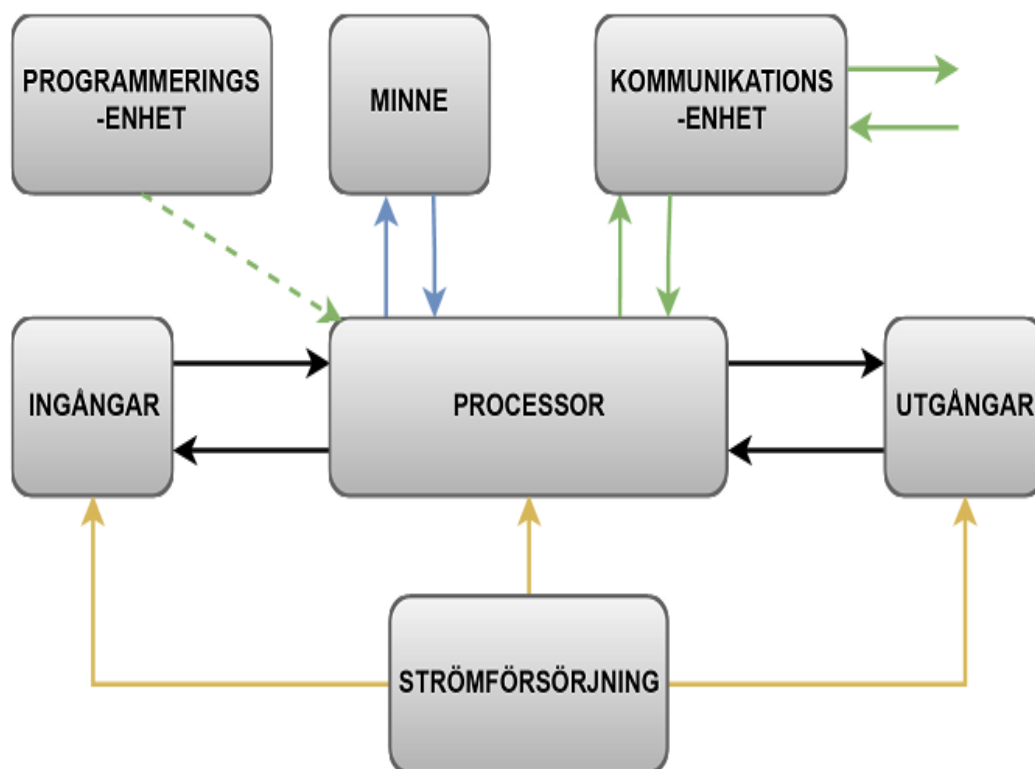 PROGRAMMERINGS
-ENHET
MINNE
KOMMUNIKATIONS
-ENHET
INGÅNGAR
PROCESSOR
UTGÅNGAR
STRÖMFÖRSÖRJNING